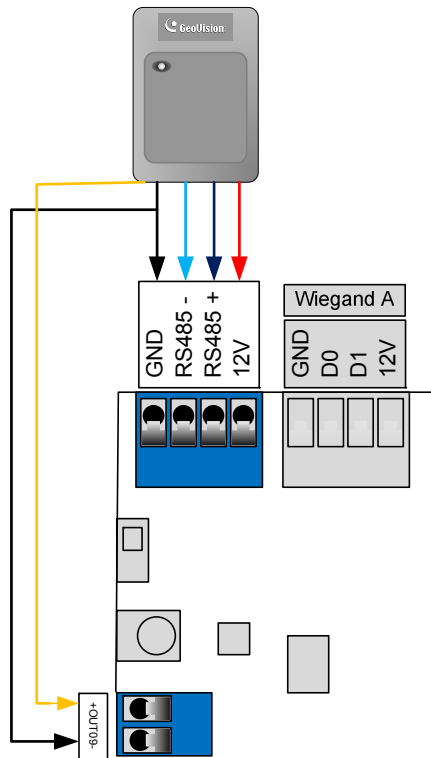 GeoVision
Wiegand A
GND
RS485 -
RS485 +
12V
GND
D0
D1
12V
+OUT09-